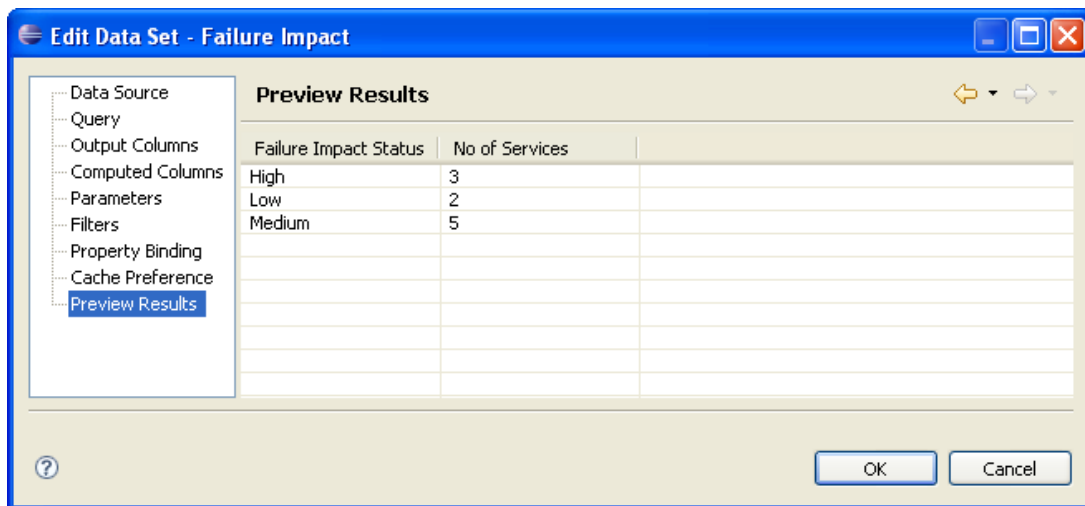 Edit Data Set - Failure Impact
Data Source
Query
Output Columns
Computed Columns
Parameters
Filters
Property Binding
Cache Preference
Preview Results
Preview Results
Failure Impact Status No of Services
High 3
Low 2
Medium 5
?
OK Cancel